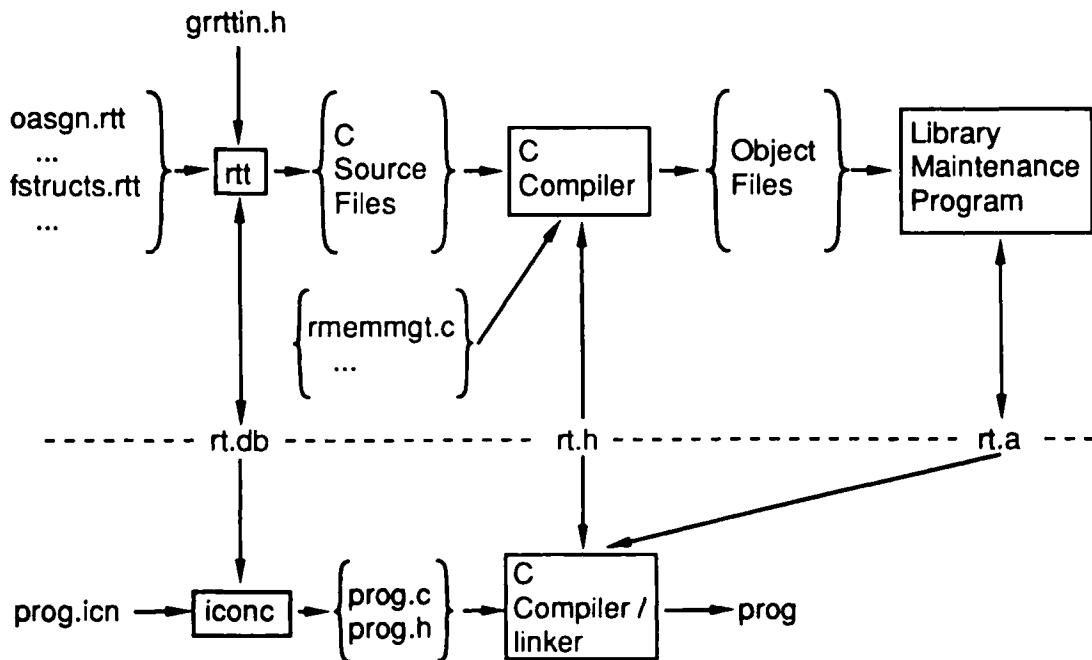 grrttin.h
oasgn.rtt
...
fstructs.rtt
...
rtt
C
Source
Files
C
Compiler
Object
Files
Library
Maintenance
Program
rmemmgt.c
...
rt.db
rt.h
rt.a
prog.icn
iconc
prog.c
prog.h
C
Compiler /
linker
prog